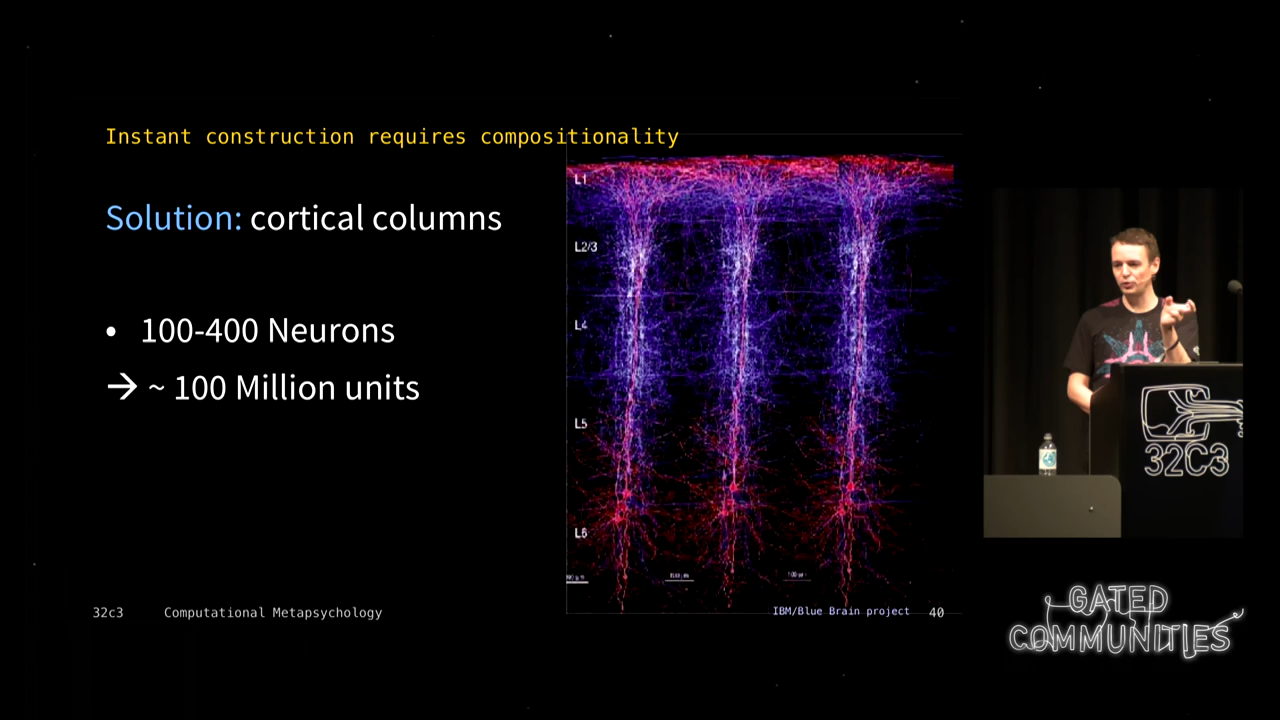 Instant construction requires compositionality
Solution: cortical columns
• 100-400 Neurons
→ ~ 100 Million units
L1
L2/3
L4
L5
L6
32c3 Computational Metapsychology
IBM/Blue Brain project 40
32C3
GATED
COMMUNITIES